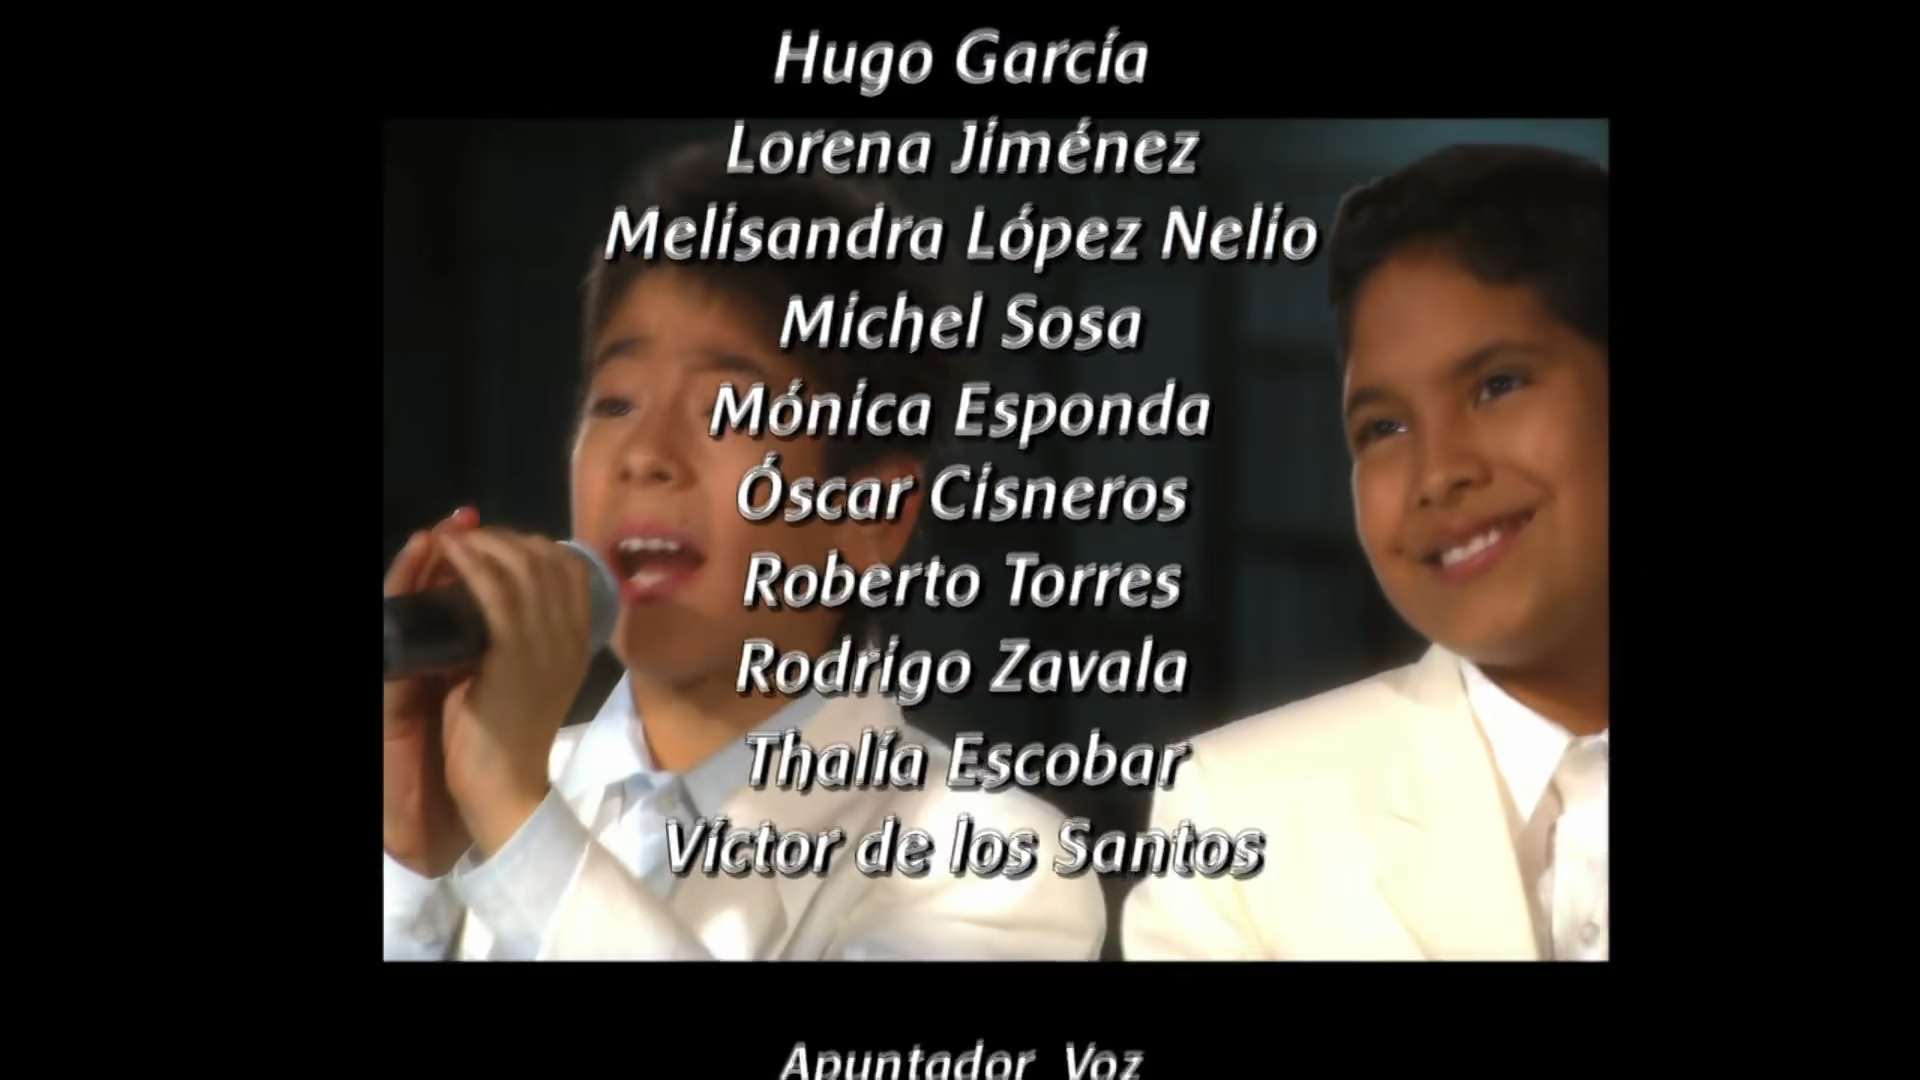 Hugo García
Lorena Jiménez
Melisandra López Nelio
Michel Sosa
Mónica Esponda
Óscar Cisneros
Roberto Torres
Rodrigo Zavala
Thalía Escobar
Víctor de los Santos
Apuntador Voz